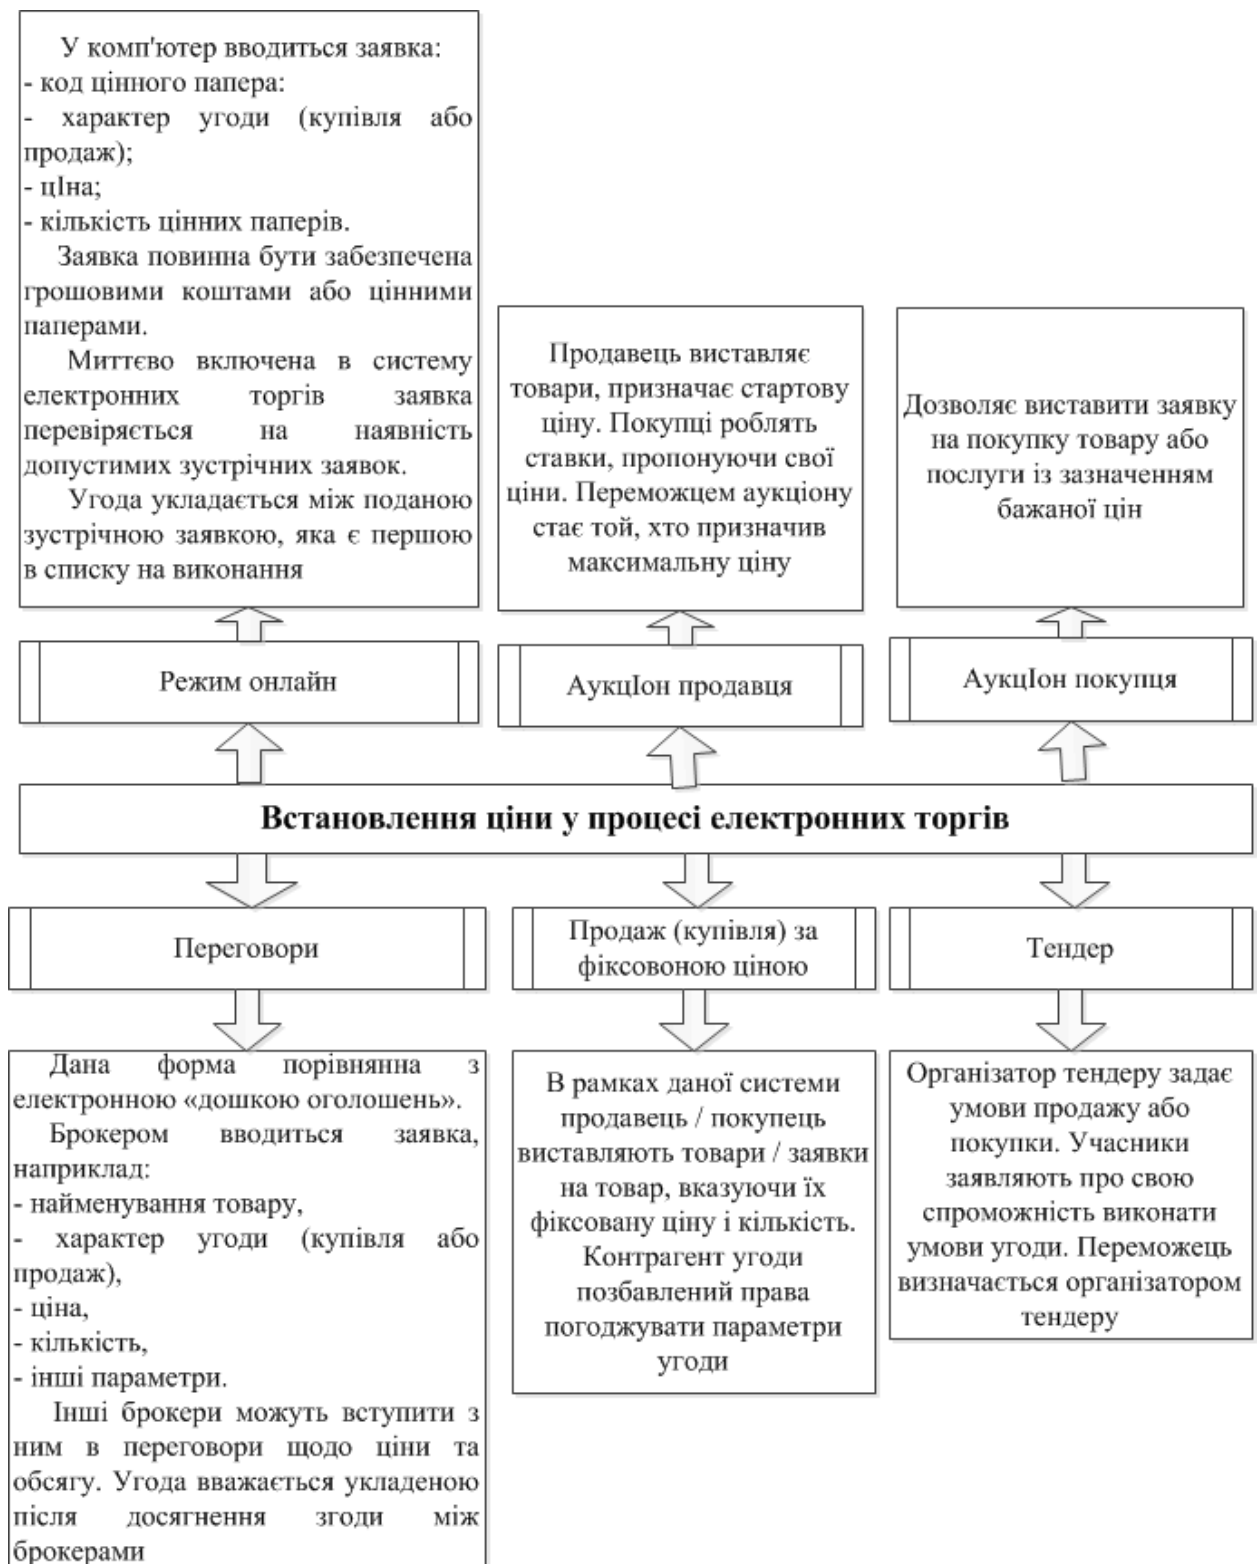 У комп'ютер вводиться заявка:
- код цінного папера:
- характер угоди (купівля або
продаж);
- цІна;
- кількість цінних паперів.
Заявка повинна бути забезпечена
грошовими коштами або цінними
паперами.
Миттєво включена в систему
електронних торгів заявка
перевіряється на наявність
допустимих зустрічних заявок.
Угода укладається між поданою
зустрічною заявкою, яка є першою
в списку на виконання
Продавець виставляє
товари, призначає стартову
ціну. Покупці роблять
ставки, пропонуючи свої
ціни. Переможцем аукціону
стає той, хто призначив
максимальну ціну
Дозволяє виставити заявку
на покупку товару або
послуги із зазначенням
бажаної цін
Режим онлайн
АукцІон продавця
АукцІон покупця
Встановлення ціни у процесі електронних торгів
Переговори
Продаж (купівля) за
фіксовоною ціною
Тендер
Дана форма порівнянна з
електронною «дошкою оголошень».
Брокером вводиться заявка,
наприклад:
- найменування товару,
- характер угоди (купівля або
продаж),
- ціна,
- кількість,
- інші параметри.
Інші брокери можуть вступити з
ним в переговори щодо ціни та
обсягу. Угода вважається укладеною
після досягнення згоди між
брокерами
В рамках даної системи
продавець / покупець
виставляють товари / заявки
на товар, вказуючи їх
фіксовану ціну і кількість.
Контрагент угоди
позбавлений права
погоджувати параметри
угоди
Організатор тендеру задає
умови продажу або
покупки. Учасники
заявляють про свою
спроможність виконати
умови угоди. Переможець
визначається організатором
тендеру